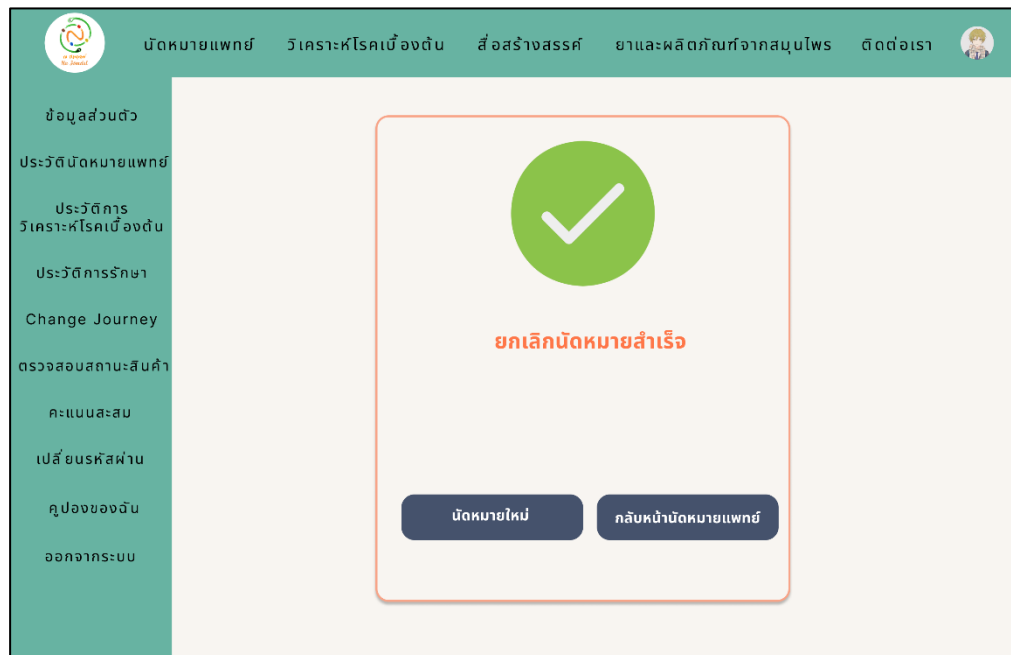 นัดหมายแพทย์ วิเคราะห์โรคเบื้องต้น สื่อสร้างสรรค์ ยาและผลิตภัณฑ์จากสมุนไพร ติดต่อเรา
ข้อมูลส่วนตัว
ประวัตินัดหมายแพทย์
ประวัติการ
วิเคราะห์โรคเบื้องต้น
ประวัติการรักษา
Change Journey
ตรวจสอบสถานะสินค้า
คะแนนสะสม
เปลี่ยนรหัสผ่าน
คูปองของฉัน
ออกจากระบบ
ยกเลิกนัดหมายสำเร็จ
นัดหมายใหม่ กลับหน้านัดหมายแพทย์